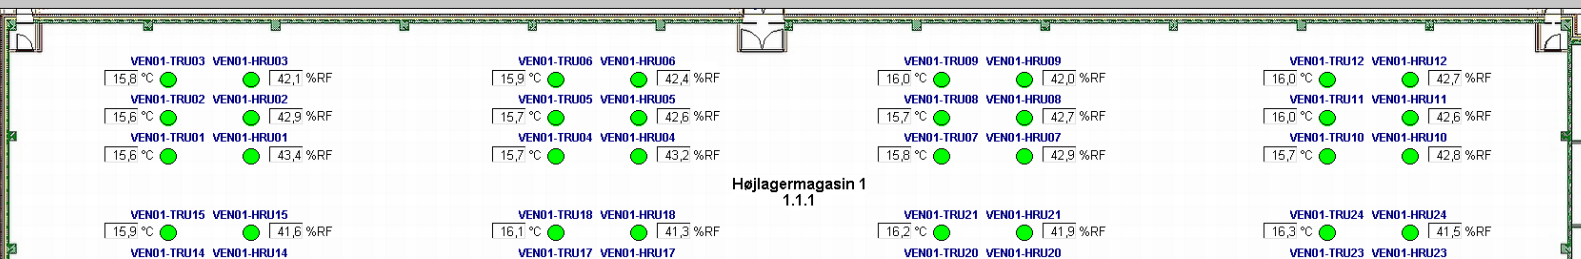 VEN01-TRU03 VEN01-HRU03 VEN01-TRU06 VEN01-HRU06 VEN01-TRU09 VEN01-HRU09 VEN01-TRU12 VEN01-HRU12
15,8 °C 42,1 %RF 15,9 °C 42,4 %RF 16,0 °C 42,0 %RF 16,0 °C 42,7 %RF
VEN01-TRU02 VEN01-HRU02 VEN01-TRU05 VEN01-HRU05 VEN01-TRU08 VEN01-HRU08 VEN01-TRU11 VEN01-HRU11
15,6 °C 42,9 %RF 15,7 °C 42,6 %RF 15,7 °C 42,7 %RF 16,0 °C 42,6 %RF
VEN01-TRU01 VEN01-HRU01 VEN01-TRU04 VEN01-HRU04 VEN01-TRU07 VEN01-HRU07 VEN01-TRU10 VEN01-HRU10
15,6 °C 43,4 %RF 15,7 °C 43,2 %RF 15,8 °C 42,9 %RF 15,7 °C 42,8 %RF
Højlagermagasin 1
1.1.1
VEN01-TRU15 VEN01-HRU15 VEN01-TRU18 VEN01-HRU18 VEN01-TRU21 VEN01-HRU21 VEN01-TRU24 VEN01-HRU24
15,9 °C 41,6 %RF 16,1 °C 41,3 %RF 16,2 °C 41,9 %RF 16,3 °C 41,5 %RF
VEN01-TRU14 VEN01-HRU14 VEN01-TRU17 VEN01-HRU17 VEN01-TRU20 VEN01-HRU20 VEN01-TRU23 VEN01-HRU23